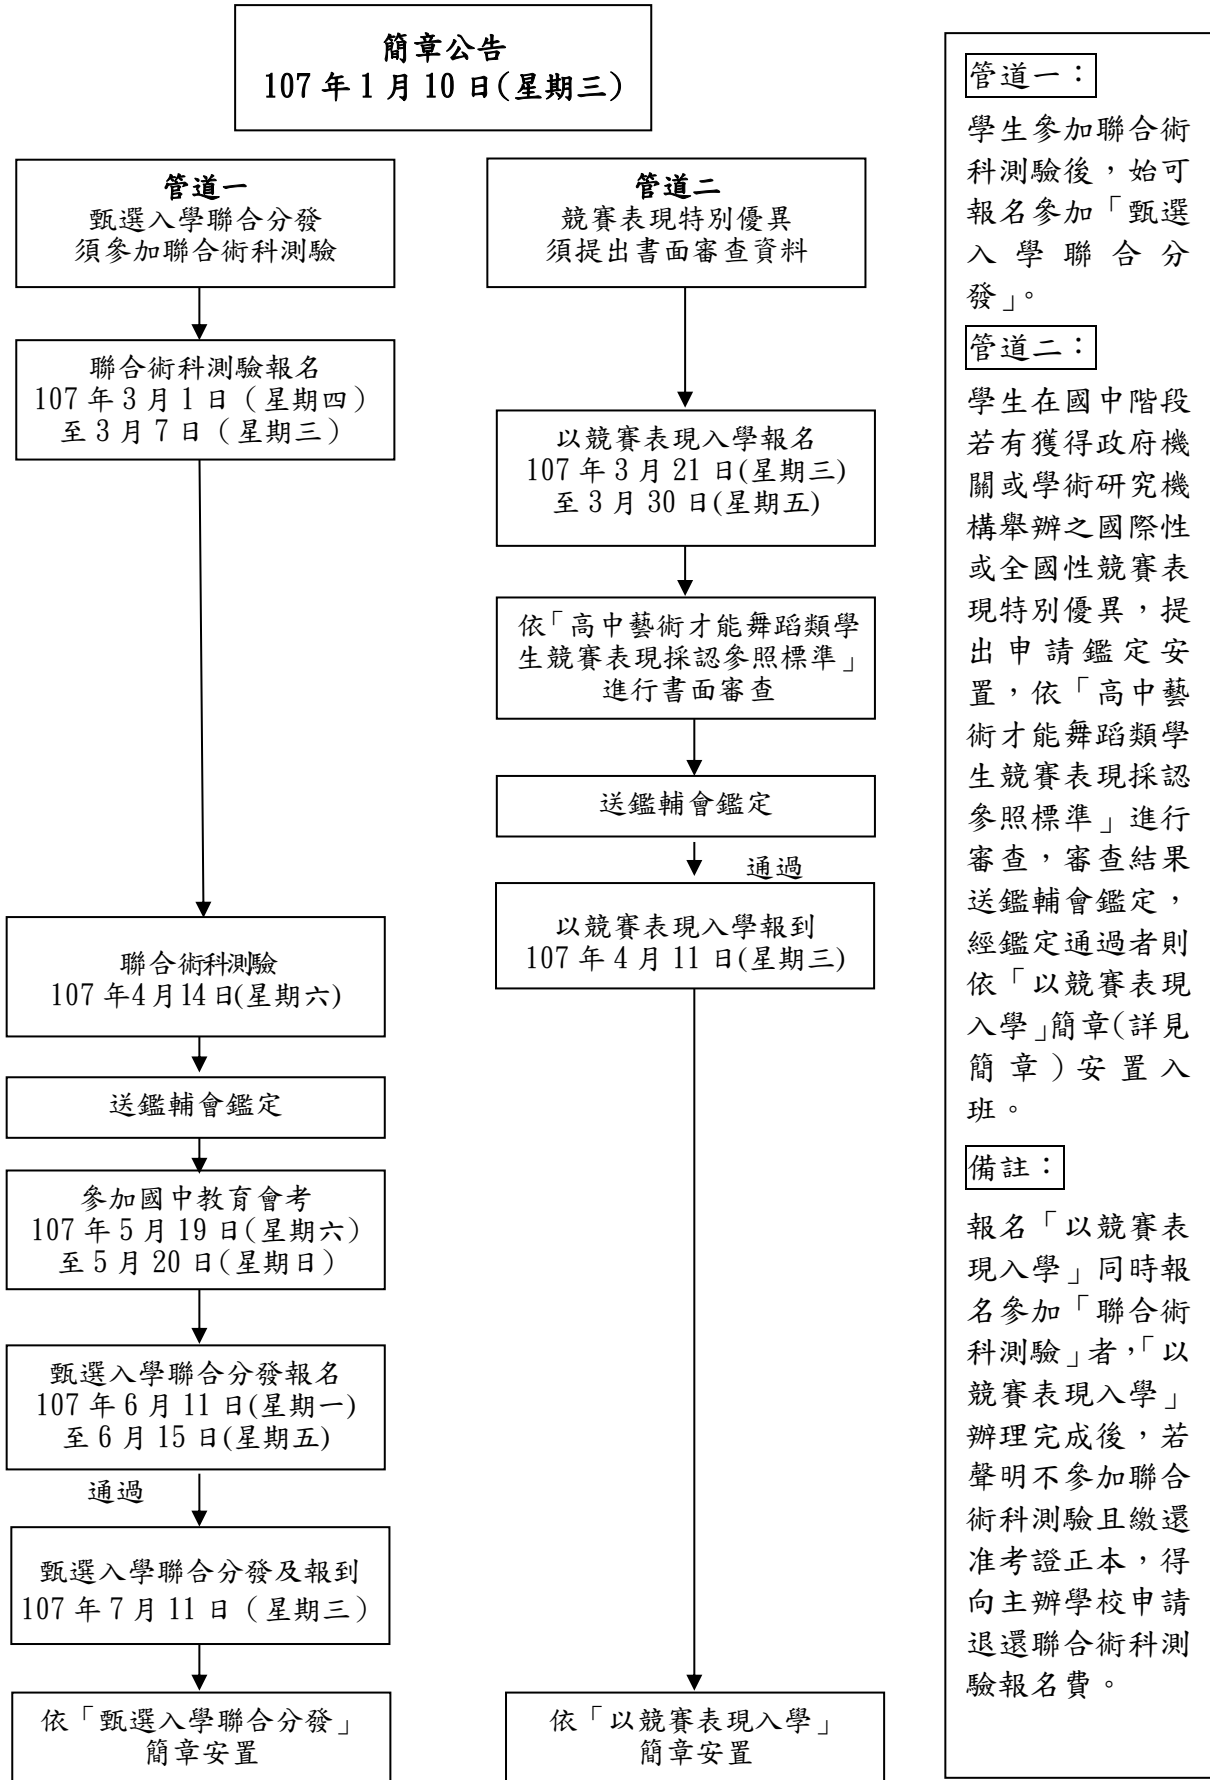 簡章公告
107 年 1 月 10 日(星期三)
管道一
甄選入學聯合分發
須參加聯合術科測驗
聯合術科測驗報名
107 年 3 月 1 日（星期四）
至 3 月 7 日（星期三）
聯合術科測驗
107 年4 月14 日(星期六)
送鑑輔會鑑定
參加國中教育會考
107 年 5 月 19 日(星期六)
至 5 月 20 日(星期日)
甄選入學聯合分發報名
107 年 6 月 11 日(星期一)
至 6 月 15 日(星期五)
通過
甄選入學聯合分發及報到
107 年 7 月 11 日（星期三）
依「甄選入學聯合分發」
簡章安置
管道二
競賽表現特別優異
須提出書面審查資料
以競賽表現入學報名
107 年 3 月 21 日(星期三)
至 3 月 30 日(星期五)
依「高中藝術才能舞蹈類學
生競賽表現採認參照標準」
進行書面審查
送鑑輔會鑑定
通過
以競賽表現入學報到
107 年 4 月 11 日(星期三)
依「以競賽表現入學」
簡章安置
管道一：
學生參加聯合術
科測驗後，始可
報名參加「甄選
入學聯合分
發」。
管道二：
學生在國中階段
若有獲得政府機
關或學術研究機
構舉辦之國際性
或全國性競賽表
現特別優異，提
出申請鑑定安
置，依「高中藝
術才能舞蹈類學
生競賽表現採認
參照標準」進行
審查，審查結果
送鑑輔會鑑定，
經鑑定通過者則
依「以競賽表現
入學」簡章(詳見
簡章)安置入
班。
備註：
報名「以競賽表
現入學」同時報
名參加「聯合術
科測驗」者，「以
競賽表現入學」
辦理完成後，若
聲明不參加聯合
術科測驗且繳還
准考證正本，得
向主辦學校申請
退還聯合術科測
驗報名費。